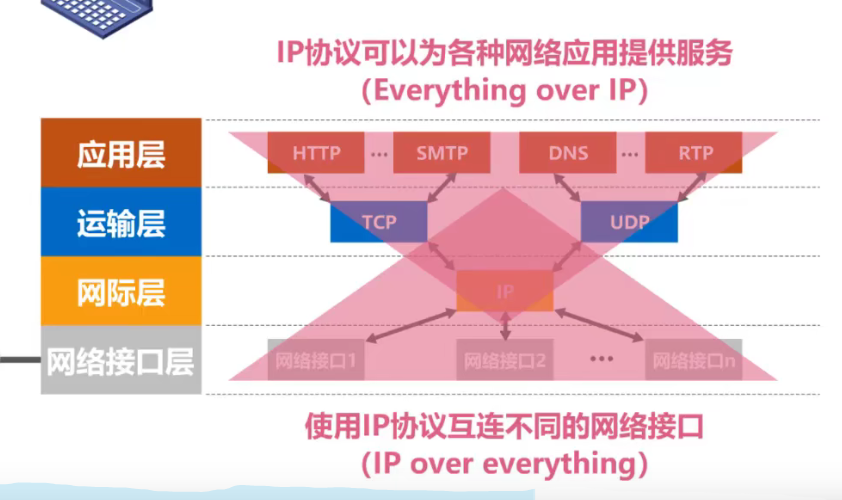 IP协议可以为各种网络应用提供服务
（Everything over IP）
应用层
HTTP ••• SMTP DNS ••• RTP
运输层
TCP UDP
网际层
IP
网络接口层
网络接口1 网络接口2 ••• 网络接口n
使用IP协议互连不同的网络接口
（IP over everything）